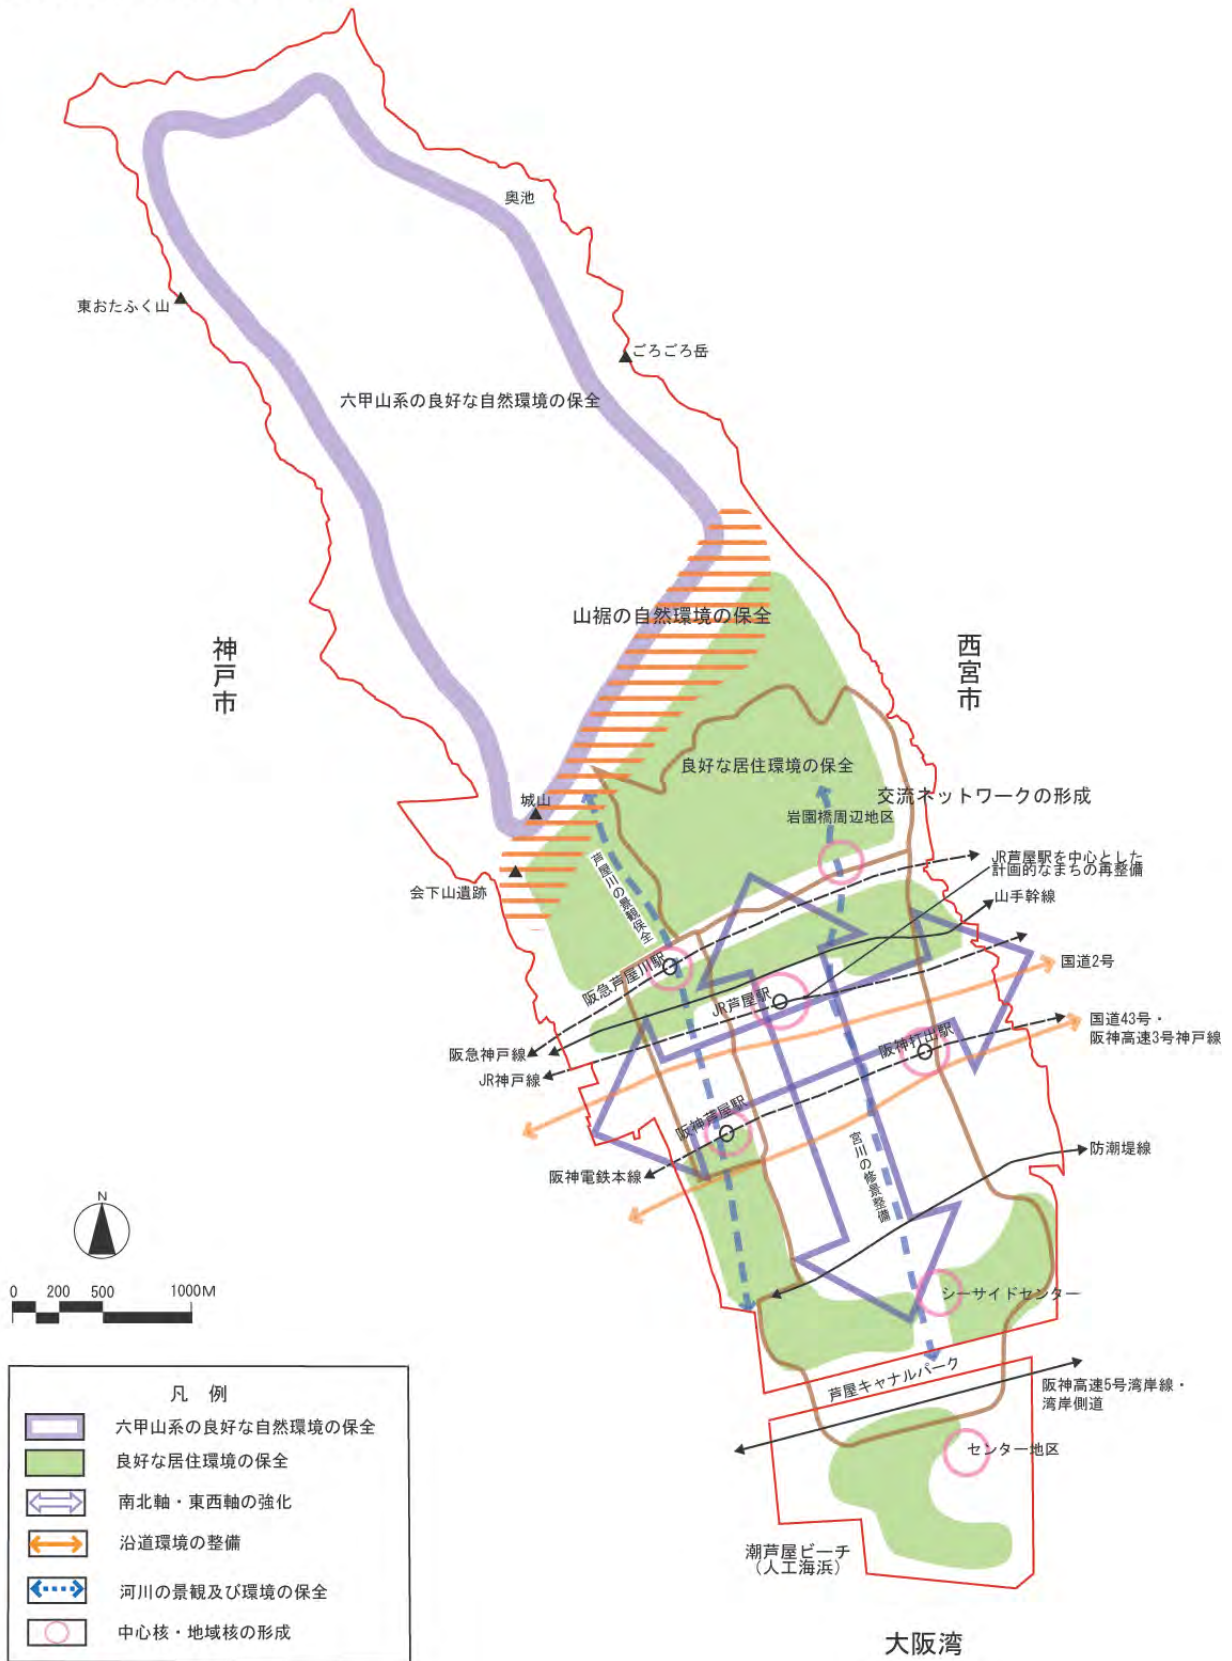 奥池
東おたふく山
ごろごろ岳
六甲山系の良好な自然環境の保全
山裾の自然環境の保全
神戸市
西宮市
良好な居住環境の保全
交流ネットワークの形成
城山
岩園橋周辺地区
JR芦屋駅を中心とした
計画的なまちの再整備
会下山遺跡
芦屋川の景観保全
山手幹線
阪急芦屋川駅
国道2号
JR芦屋駅
国道43号・
阪神高速3号神戸線
阪神打出駅
阪急神戸線
JR神戸線
阪神芦屋駅
防潮堤線
阪神電鉄本線
宮川の修景整備
N
0 200 500 1000M
シーサイドセンター
芦屋キャナルパーク
阪神高速5号湾岸線・
湾岸側道
センター地区
潮芦屋ビーチ
(人工海浜)
大阪湾
凡 例
六甲山系の良好な自然環境の保全
良好な居住環境の保全
南北軸・東西軸の強化
沿道環境の整備
河川の景観及び環境の保全
中心核・地域核の形成